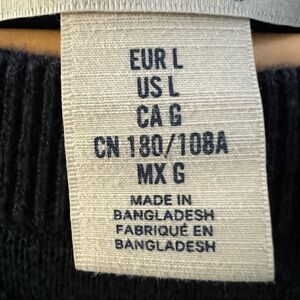 EUR L
US L
CA G
CN 180/108A
MX G
MADE IN
BANGLADESH
FABRIQUÉ EN
BANGLADESH